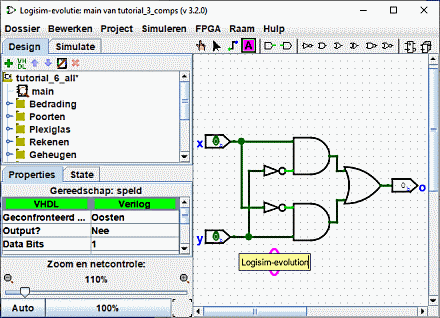 Logisim-evolutie: main van tutorial_3_comps (v 3.2.0)
Dossier Bewerken Project Simuleren FPGA Raam Hulp
Design Simulate
A
VH
DL
tutorial_6_all*
main
Bedrading
Poorten
Plexiglas
Rekenen
Geheugen
Properties State
Gereedschap: speld
VHDL Verilog
Geconfronteerd ... Oosten
Output? Nee
Data Bits 1
Zoom en netcontrole:
110%
Auto 100%
x 0
o
y 0
Logisim-evolution